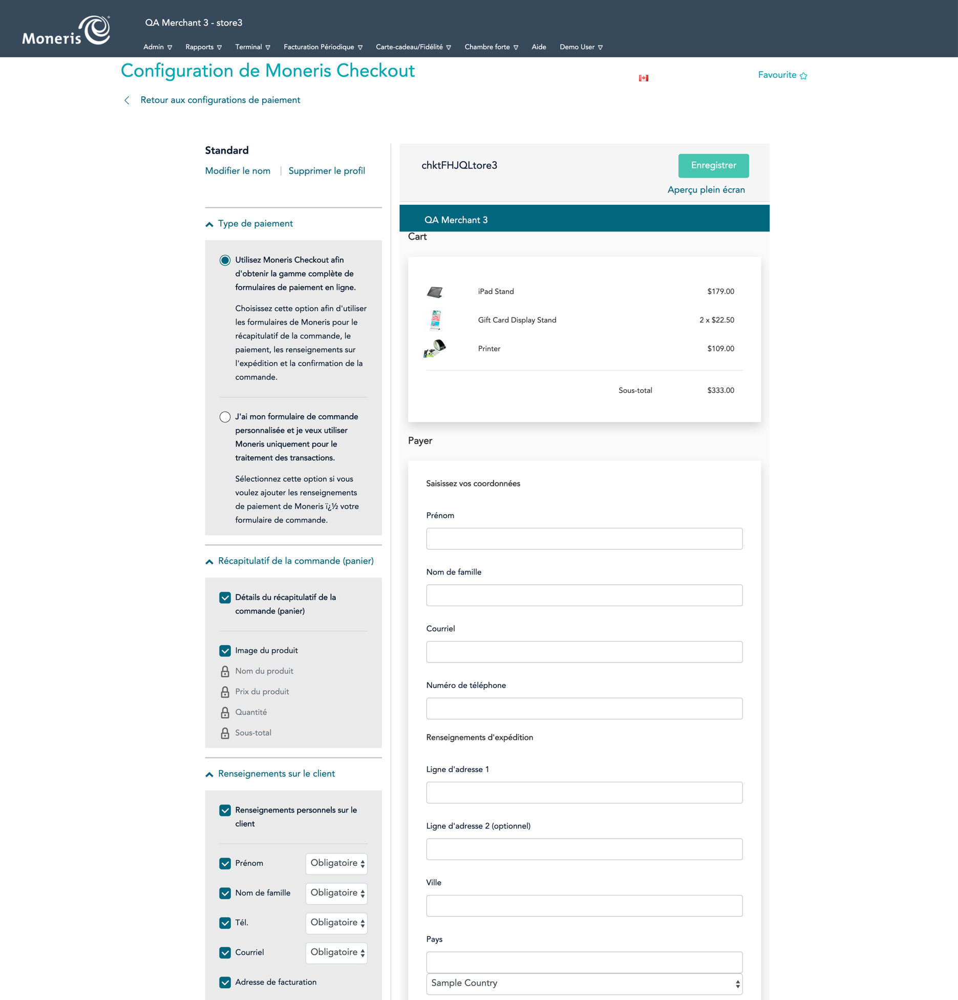 Moneris
QA Merchant 3 - store3
Admin Rapports Terminal Facturation Périodique Carte-cadeau/Fidélité Chambre forte Aide Demo User
Configuration de Moneris Checkout
Favourite
Retour aux configurations de paiement
Standard
Modifier le nom | Supprimer le profil
Type de paiement
Utilisez Moneris Checkout afin
d'obtenir la gamme complète de
formulaires de paiement en ligne.
Choisissez cette option afin d'utiliser
les formulaires de Moneris pour le
récapitulatif de la commande, le
paiement, les renseignements sur
l'expédition et la confirmation de la
commande.
J'ai mon formulaire de commande
personnalisée et je veux utiliser
Moneris uniquement pour le
traitement des transactions.
Sélectionnez cette option si vous
voulez ajouter les renseignements
de paiement de Moneris ï¿½ votre
formulaire de commande.
Récapitulatif de la commande (panier)
Détails du récapitulatif de la
commande (panier)
Image du produit
Nom du produit
Prix du produit
Quantité
Sous-total
Renseignements sur le client
Renseignements personnels sur le
client
Prénom Obligatoire
Nom de famille Obligatoire
Tél. Obligatoire
Courriel Obligatoire
Adresse de facturation
chktFHJQLtore3
Enregistrer
Aperçu plein écran
QA Merchant 3
Cart
iPad Stand $179.00
Gift Card Display Stand 2 x $22.50
Printer $109.00
Sous-total $333.00
Payer
Saisissez vos coordonnées
Prénom
Nom de famille
Courriel
Numéro de téléphone
Renseignements d'expédition
Ligne d'adresse 1
Ligne d'adresse 2 (optionnel)
Ville
Pays
Sample Country